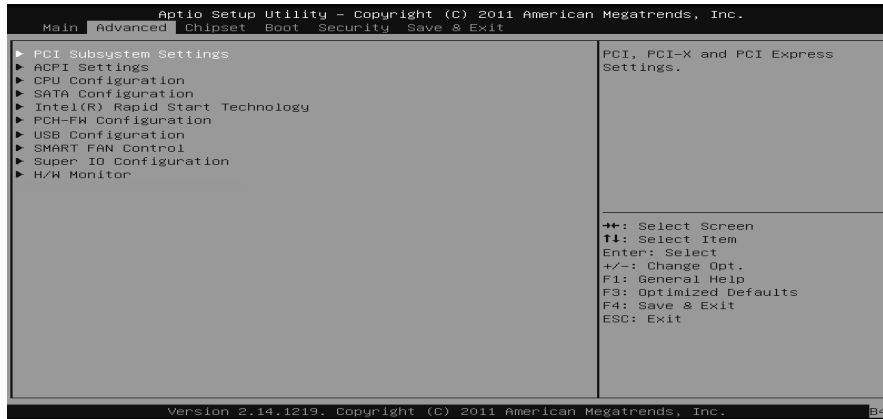 Aptio Setup Utility – Copyright (C) 2011 American Megatrends, Inc.
Main Advanced Chipset Boot Security Save & Exit
► PCI Subsystem Settings
► ACPI Settings
► CPU Configuration
► SATA Configuration
► Intel(R) Rapid Start Technology
► PCH-FW Configuration
► USB Configuration
► SMART FAN Control
► Super IO Configuration
► H/W Monitor
PCI, PCI-X and PCI Express
Settings.
→←: Select Screen
↑↓: Select Item
Enter: Select
+/-: Change Opt.
F1: General Help
F3: Optimized Defaults
F4: Save & Exit
ESC: Exit
Version 2.14.1219. Copyright (C) 2011 American Megatrends, Inc.